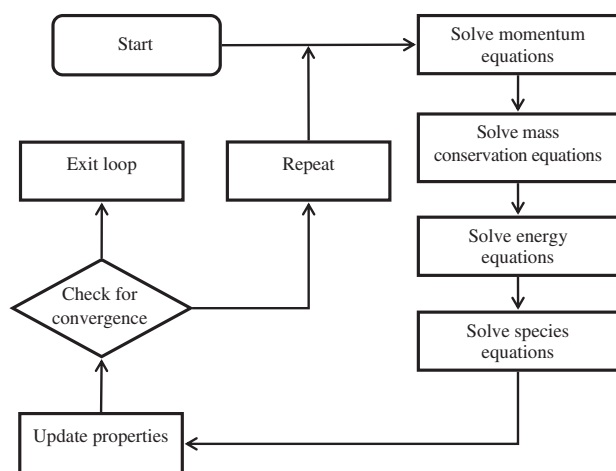 Start
Solve momentum
equations
Solve mass
conservation equations
Exit loop
Repeat
Solve energy
equations
Check for
convergence
Solve species
equations
Update properties